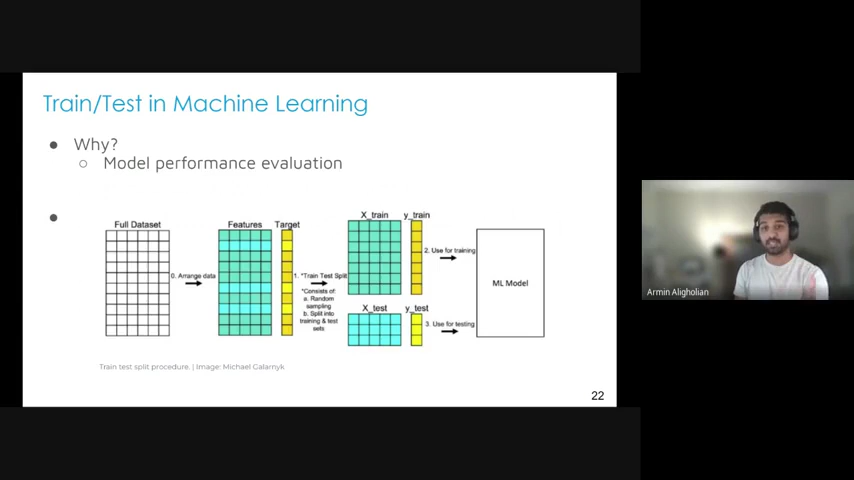 Train/Test in Machine Learning
● Why?
○ Model performance evaluation
●
Full Dataset
0. Arrange data
Features
Target
1. *Train Test Split
*Consists of:
a. Random
sampling
b. Split into
training & test
sets
X_train
y_train
2. Use for training
X_test
y_test
3. Use for testing
ML Model
Train test split procedure. | Image: Michael Galarnyk
22
Armin Aligholian